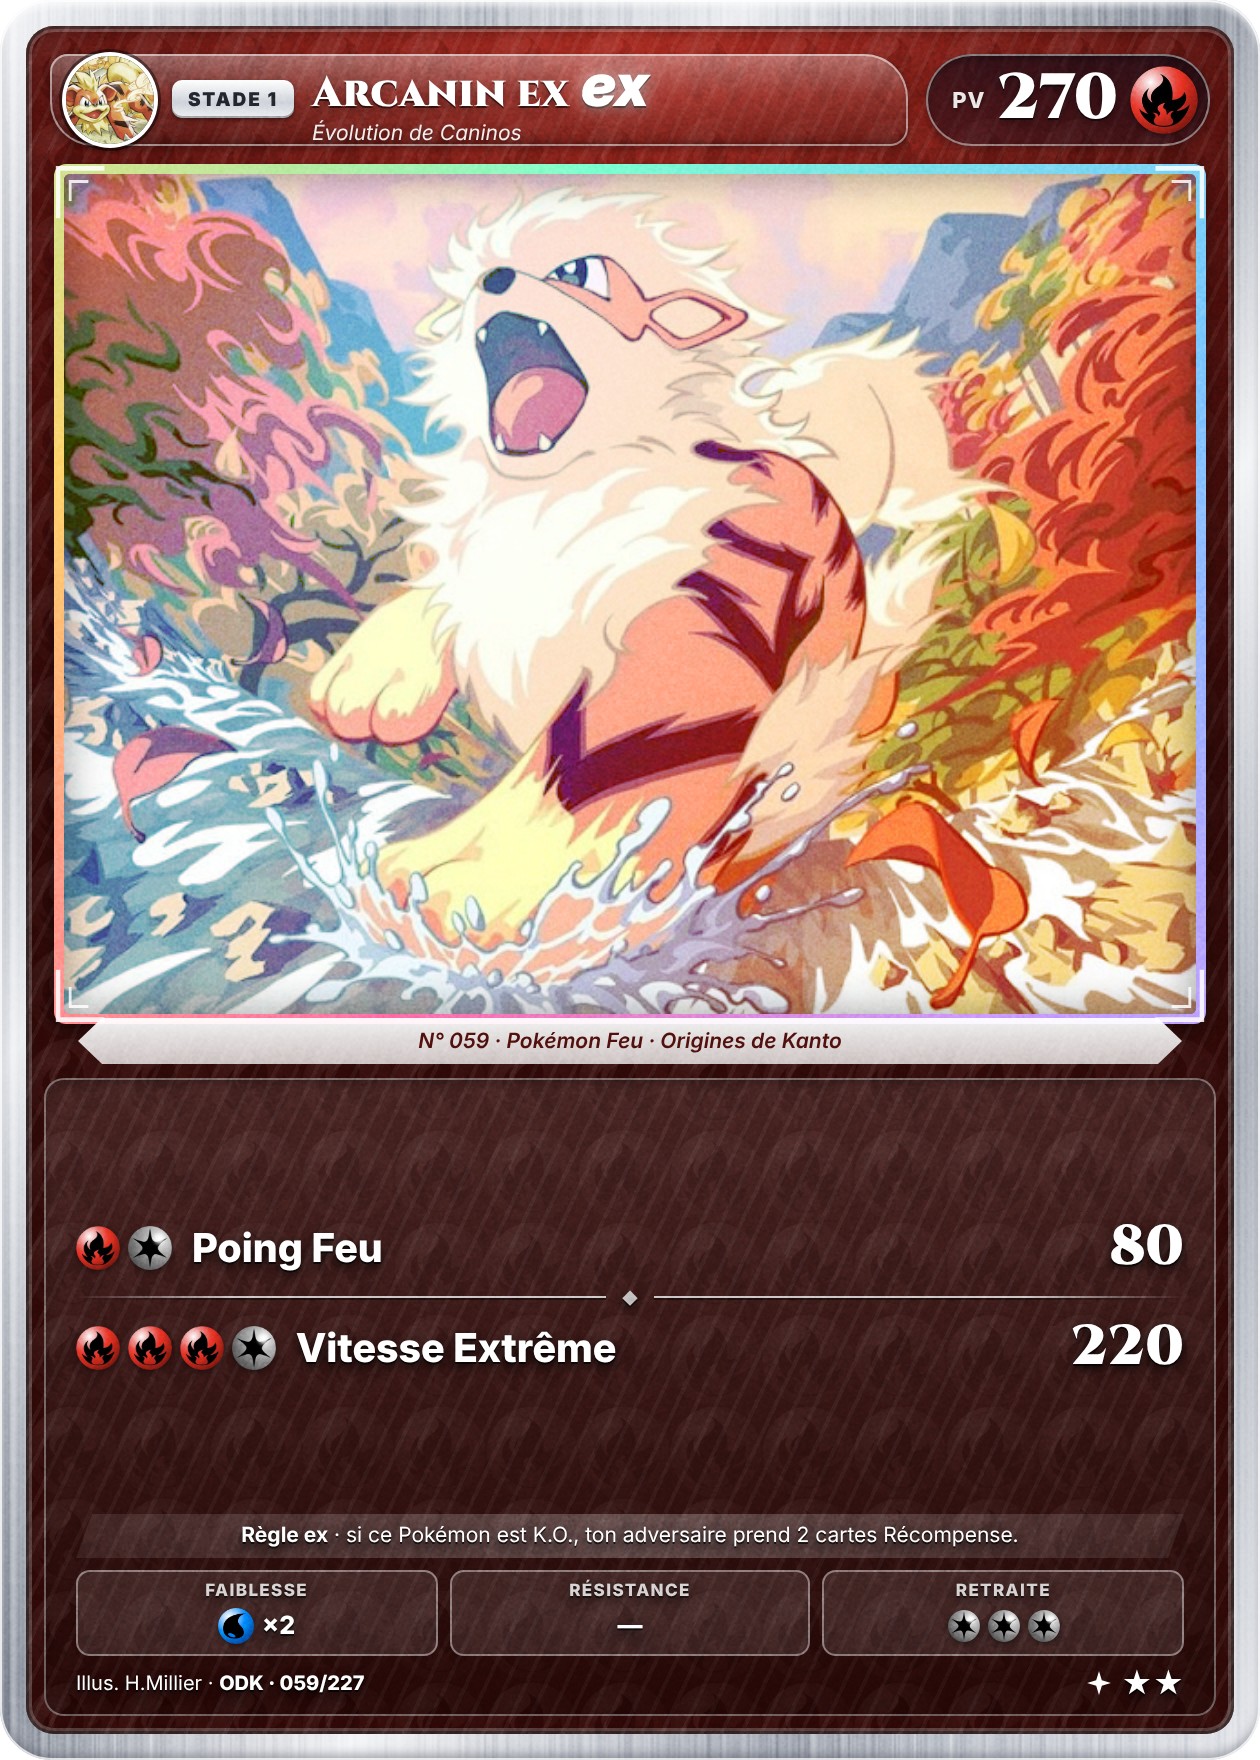 STADE 1
Arcanin ex ex
Évolution de Caninos
PV 270
N° 059 · Pokémon Feu · Origines de Kanto
Poing Feu 80
Vitesse Extrême 220
Règle ex · si ce Pokémon est K.O., ton adversaire prend 2 cartes Récompense.
FAIBLESSE
×2
RÉSISTANCE
—
RETRAITE
Illus. H.Millier · ODK · 059/227